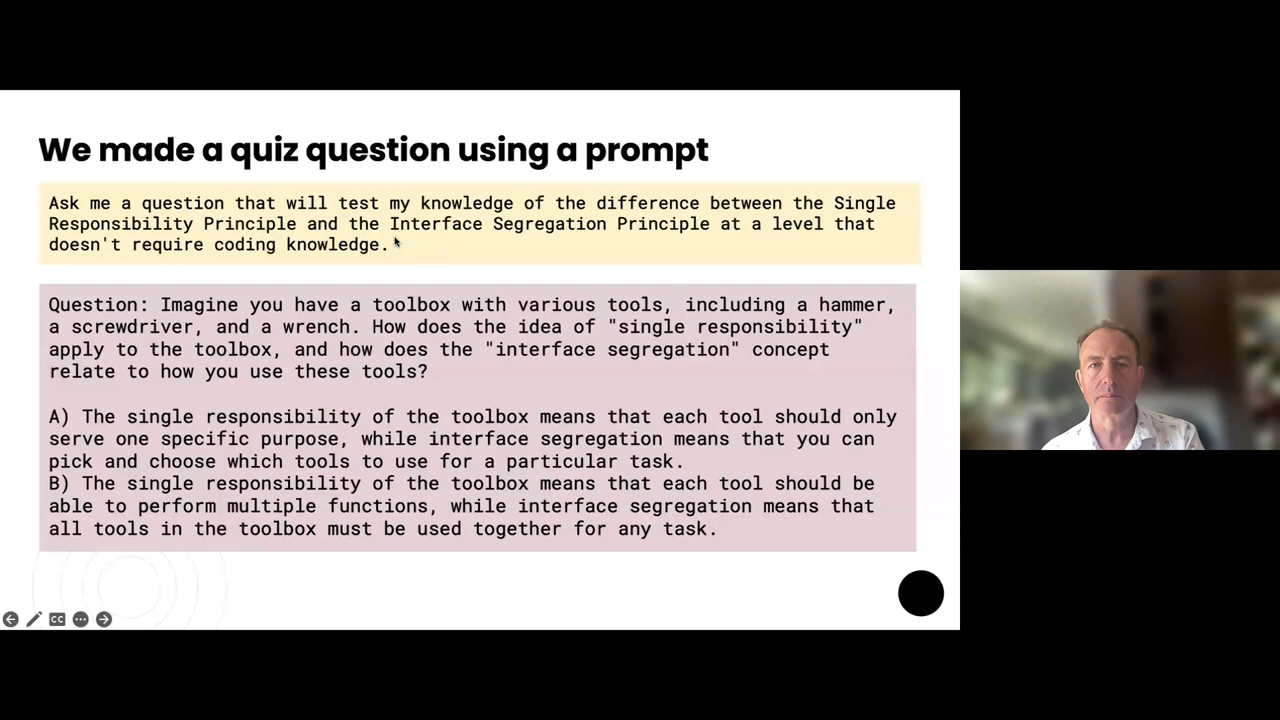 We made a quiz question using a prompt
Ask me a question that will test my knowledge of the difference between the Single
Responsibility Principle and the Interface Segregation Principle at a level that
doesn't require coding knowledge.
Question: Imagine you have a toolbox with various tools, including a hammer,
a screwdriver, and a wrench. How does the idea of "single responsibility"
apply to the toolbox, and how does the "interface segregation" concept
relate to how you use these tools?
A) The single responsibility of the toolbox means that each tool should only
serve one specific purpose, while interface segregation means that you can
pick and choose which tools to use for a particular task.
B) The single responsibility of the toolbox means that each tool should be
able to perform multiple functions, while interface segregation means that
all tools in the toolbox must be used together for any task.
CC